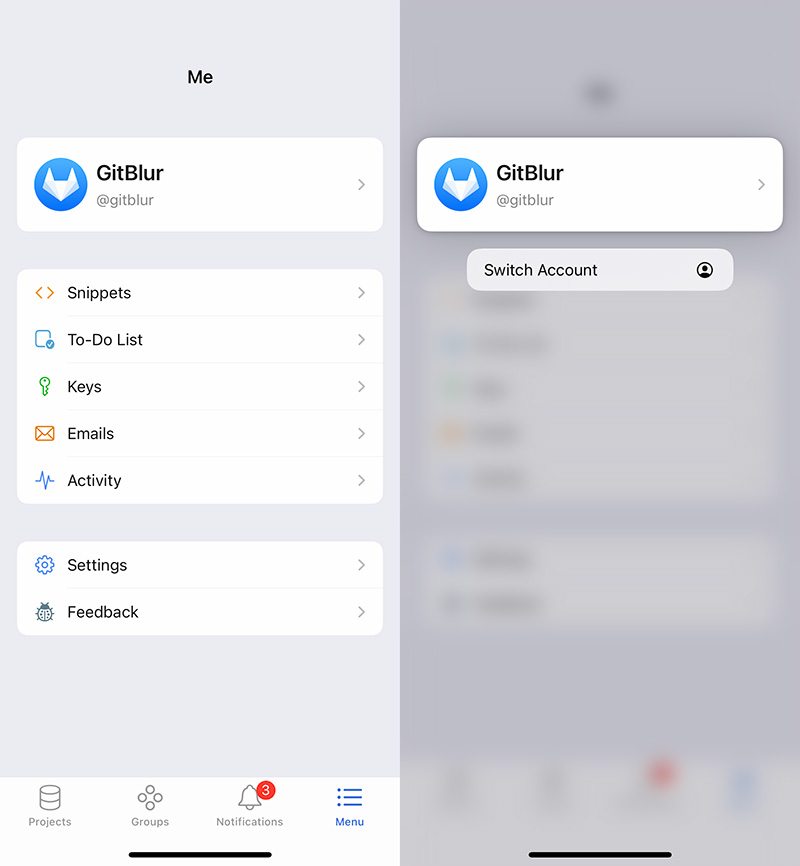 Me
GitBlur
@gitblur
Snippets
To-Do List
Keys
Emails
Activity
Settings
Feedback
3
Projects
Groups
Notifications
Menu
GitBlur
@gitblur
Switch Account